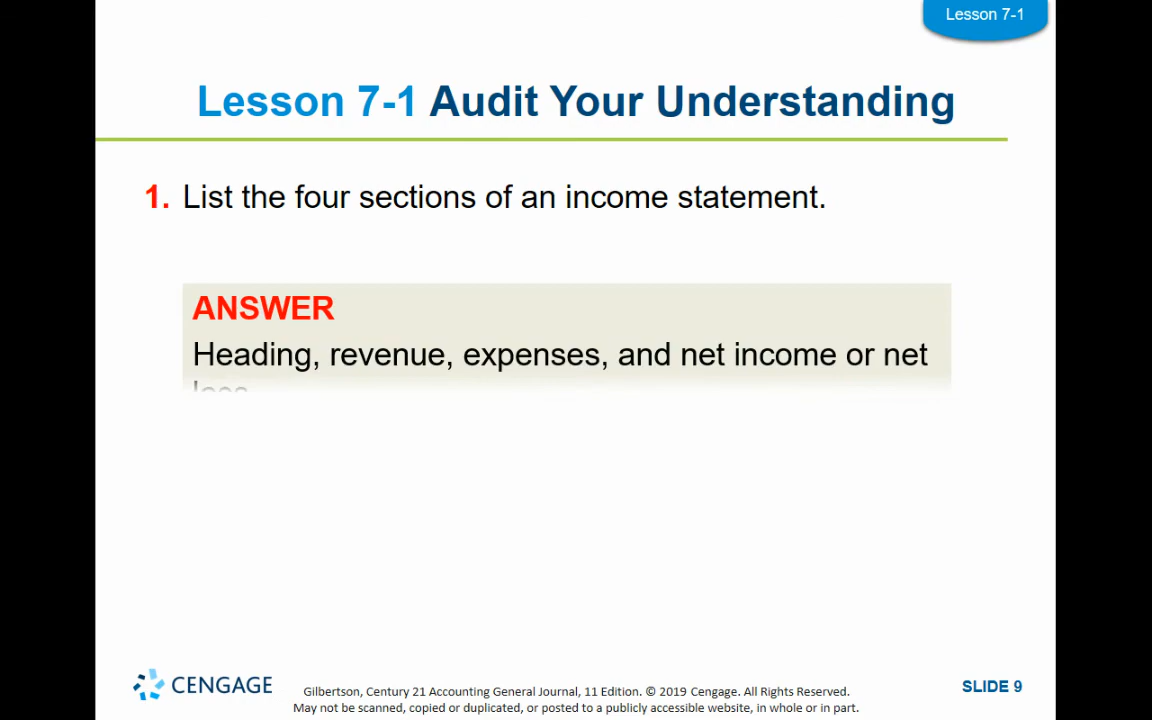 Lesson 7-1
Lesson 7-1 Audit Your Understanding
1. List the four sections of an income statement.
ANSWER
Heading, revenue, expenses, and net income or net
CENGAGE
Gilbertson, Century 21 Accounting General Journal, 11 Edition. © 2019 Cengage. All Rights Reserved.
May not be scanned, copied or duplicated, or posted to a publicly accessible website, in whole or in part.
SLIDE 9